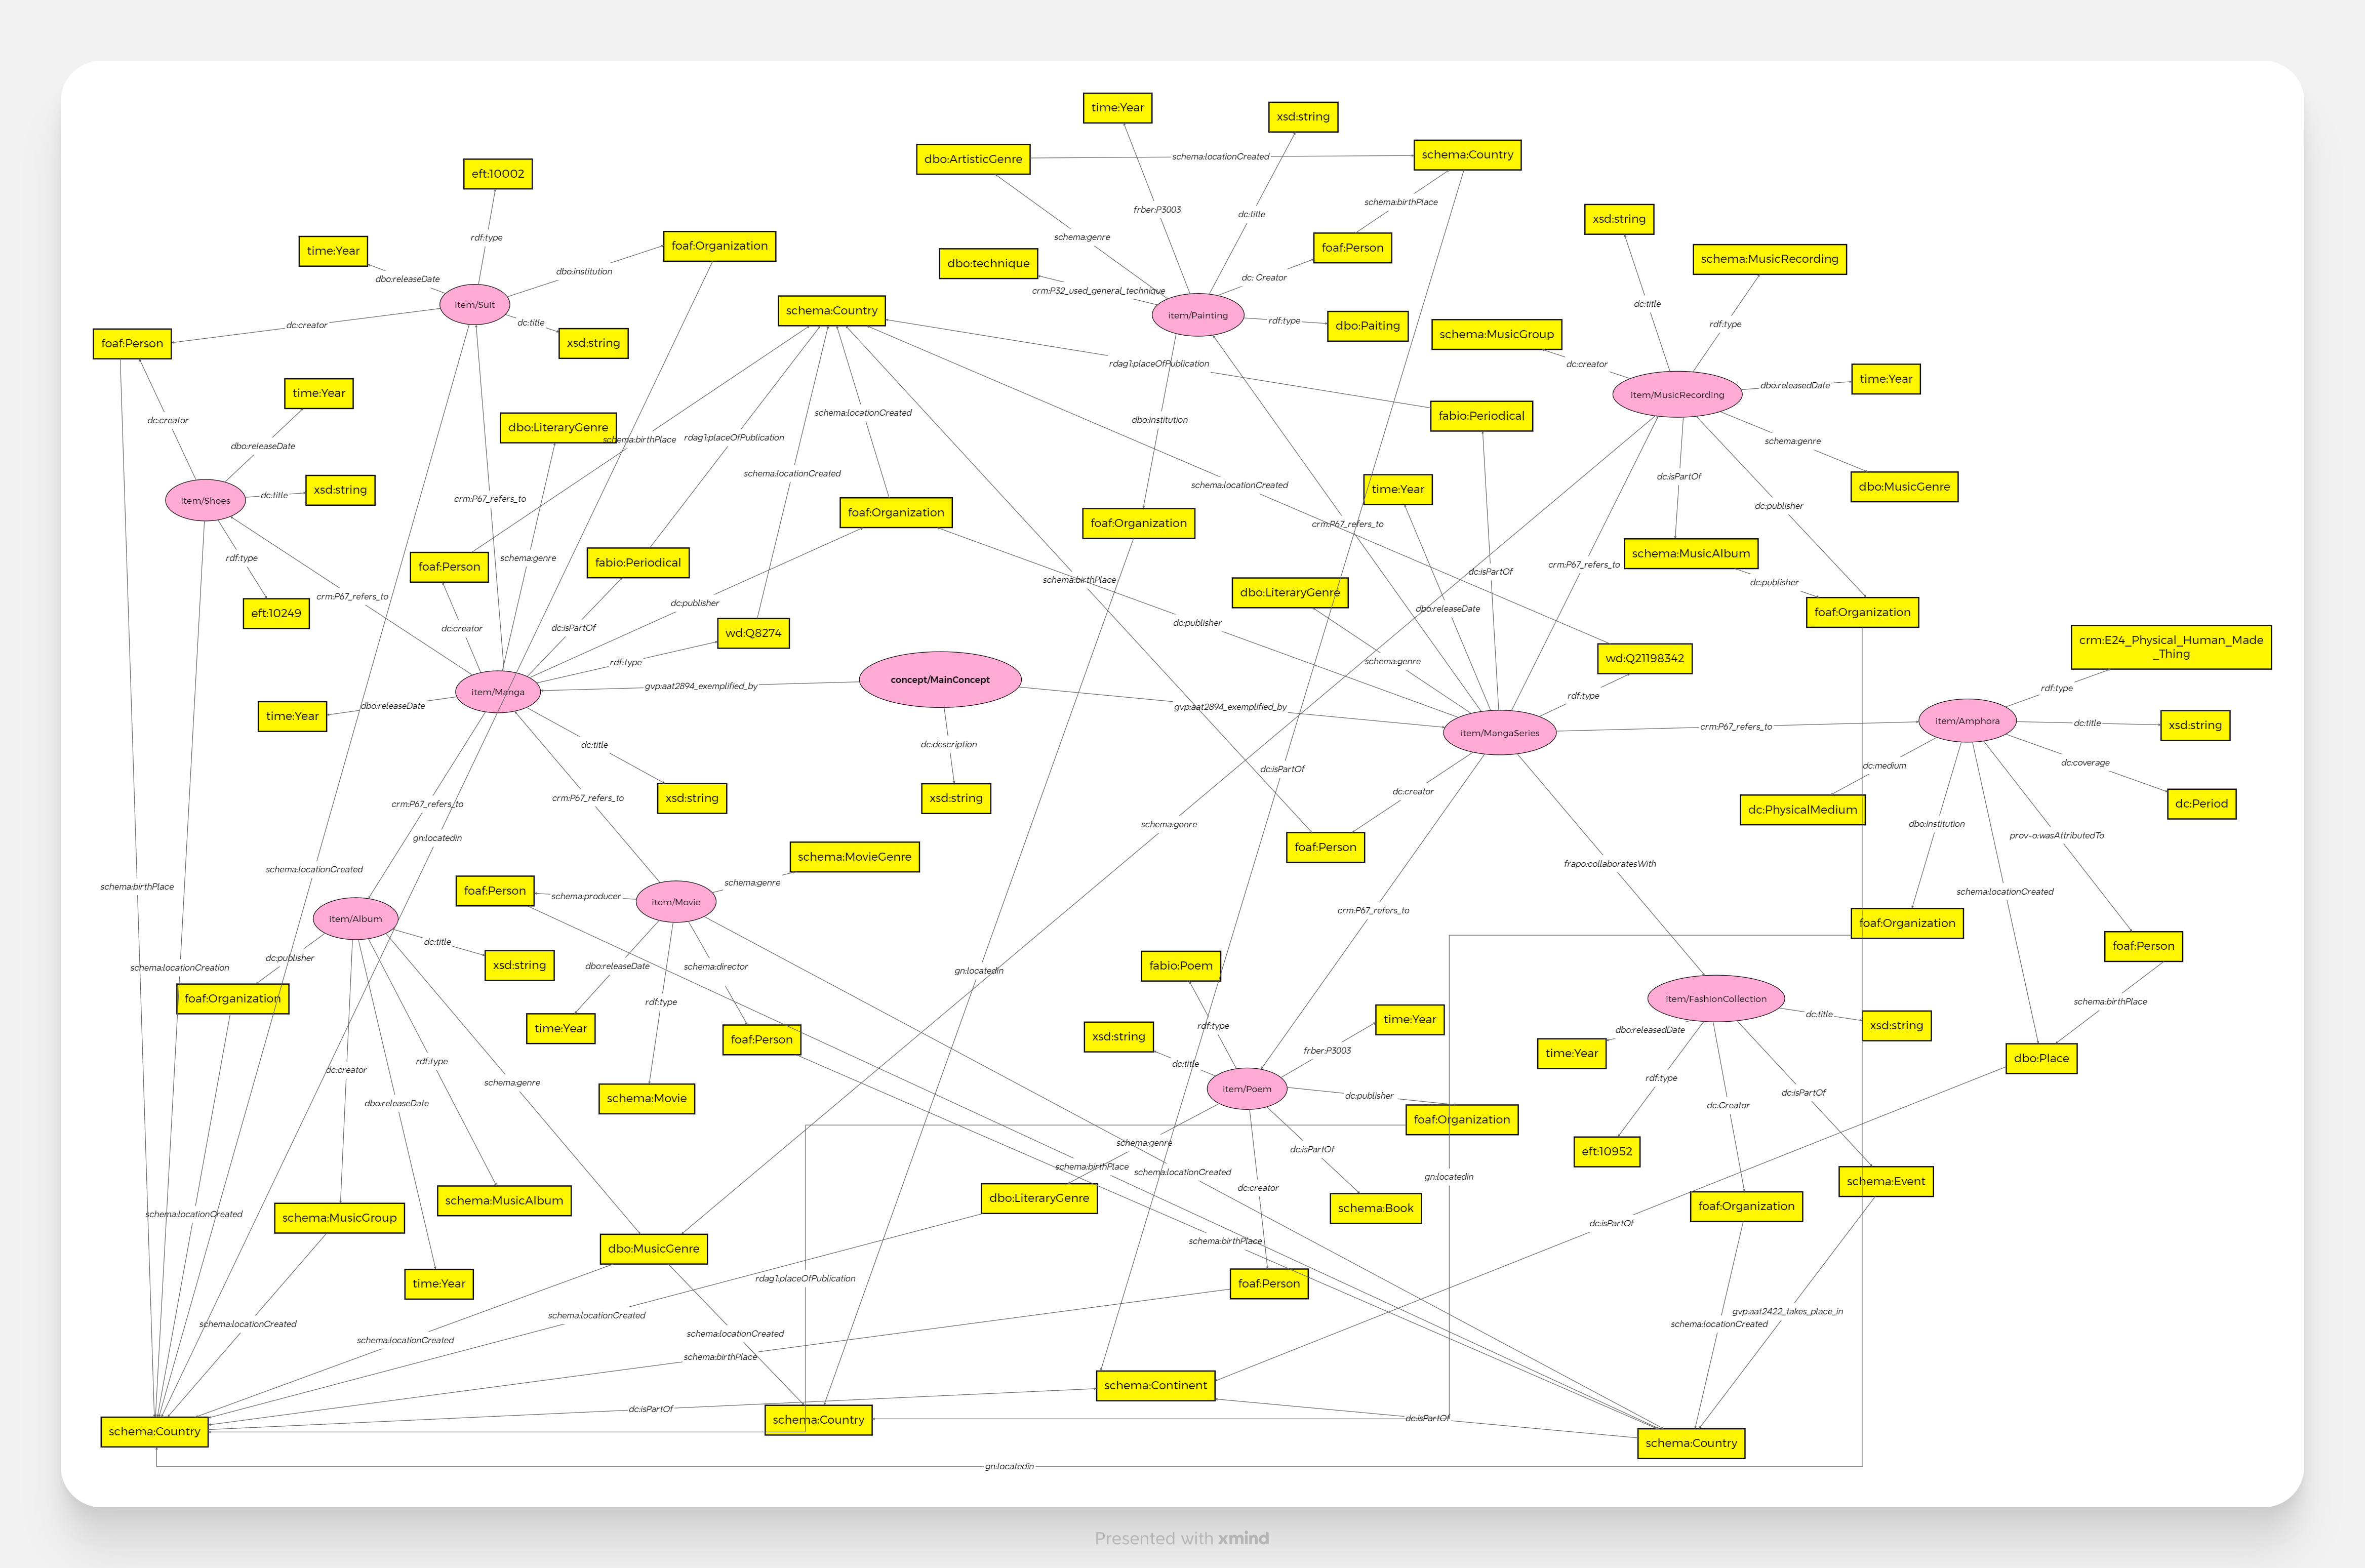 time:Year
xsd:string
dbo:ArtisticGenre
schema:locationCreated
schema:Country
eft:10002
frber:P3003
schema:birthPlace
dc:title
xsd:string
rdf:type
schema:genre
time:Year
foaf:Organization
foaf:Person
schema:MusicRecording
dbo:institution
dbo:technique
dc: Creator
dbo:releaseDate
crm:P32_used_general_technique
item/Suit
dc:title
schema:Country
item/Painting
rdf:type
dbo:Paiting
rdf:type
dc:creator
dc:title
schema:MusicGroup
foaf:Person
xsd:string
rdag1:placeOfPublication
dc:creator
time:Year
time:Year
dbo:releasedDate
item/MusicRecording
dc:creator
dbo:LiteraryGenre
schema:locationCreated
dbo:institution
fabio:Periodical
schema:birthPlace
rdag1:placeOfPublication
schema:genre
dbo:releaseDate
schema:locationCreated
dc:isPartOf
item/Shoes
dc:title
xsd:string
crm:P67_refers_to
schema:locationCreated
time:Year
dbo:MusicGenre
foaf:Organization
foaf:Organization
crm:P67_refers_to
dc:publisher
rdf:type
schema:genre
foaf:Person
fabio:Periodical
schema:birthPlace
dc:isPartOf
crm:P67_refers_to
schema:MusicAlbum
dc:publisher
crm:P67_refers_to
dbo:LiteraryGenre
dbo:releaseDate
eft:10249
dc:creator
dc:isPartOf
dc:publisher
dc:publisher
foaf:Organization
wd:Q8274
rdf:type
schema:genre
wd:Q21198342
crm:E24_Physical_Human_Made
_Thing
concept/MainConcept
item/Manga
gvp:aat2894_exemplified_by
gvp:aat2894_exemplified_by
rdf:type
rdf:type
time:Year
dbo:releaseDate
item/MangaSeries
crm:P67_refers_to
item/Amphora
dc:title
xsd:string
dc:title
dc:description
dc:isPartOf
dc:medium
dc:coverage
crm:P67_refers_to
crm:P67_refers_to
xsd:string
xsd:string
dc:creator
dc:PhysicalMedium
dc:Period
gn:locatedin
schema:genre
dbo:institution
prov-o:wasAttributedTo
schema:MovieGenre
foaf:Person
schema:locationCreated
frapo:collaboratesWith
schema:birthPlace
foaf:Person
schema:producer
schema:genre
item/Movie
schema:locationCreated
item/Album
crm:P67_refers_to
foaf:Organization
dc:title
foaf:Person
dc:publisher
xsd:string
dbo:releaseDate
schema:director
gn:locatedin
fabio:Poem
schema:locationCreation
foaf:Organization
rdf:type
item/FashionCollection
schema:birthPlace
time:Year
foaf:Person
xsd:string
rdf:type
time:Year
dbo:releasedDate
dc:title
xsd:string
dc:title
frber:P3003
time:Year
dbo:Place
dc:creator
rdf:type
item/Poem
rdf:type
dc:isPartOf
schema:genre
dbo:releaseDate
schema:Movie
dc:publisher
dc:Creator
foaf:Organization
schema:genre
dc:isPartOf
eft:10952
schema:birthPlace
schema:locationCreated
gn:locatedin
schema:Event
schema:MusicAlbum
dbo:LiteraryGenre
dc:creator
schema:Book
foaf:Organization
schema:locationCreated
schema:MusicGroup
dc:isPartOf
dbo:MusicGenre
schema:birthPlace
time:Year
rdag1:placeOfPublication
foaf:Person
gvp:aat2422_takes_place_in
schema:locationCreated
schema:locationCreated
schema:locationCreated
schema:locationCreated
schema:locationCreated
schema:birthPlace
schema:Continent
dc:isPartOf
schema:Country
dc:isPartOf
schema:Country
schema:Country
gn:locatedin
Presented with xmind